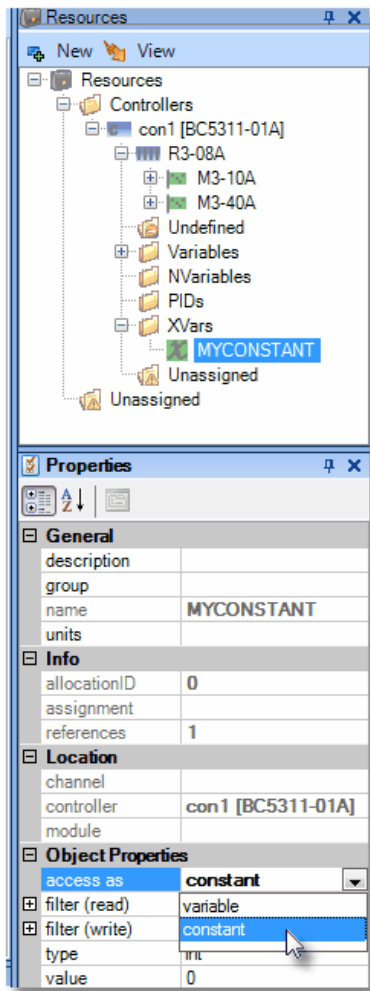 Resources
New View
Resources
Controllers
con1 [BC5311-01A]
R3-08A
M3-10A
M3-40A
Undefined
Variables
NVariables
PIDs
XVars
MYCONSTANT
Unassigned
Unassigned
Properties
General
description
group
name MYCONSTANT
units
Info
allocationID 0
assignment
references 1
Location
channel
controller con1 [BC5311-01A]
module
Object Properties
access as constant
filter (read) variable
filter (write) constant
type int
value 0